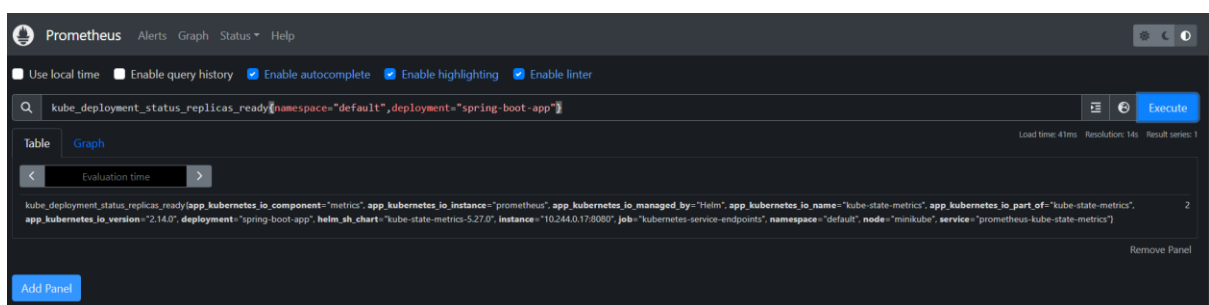 Prometheus Alerts Graph Status Help
Use local time Enable query history Enable autocomplete Enable highlighting Enable linter
kube_deployment_status_replicas_ready{namespace="default",deployment="spring-boot-app"} Execute
Table Graph Load time: 41ms Resolution: 14s Result series: 1
Evaluation time
kube_deployment_status_replicas_ready{app_kubernetes_io_component="metrics", app_kubernetes_io_instance="prometheus", app_kubernetes_io_managed_by="Helm", app_kubernetes_io_name="kube-state-metrics", app_kubernetes_io_part_of="kube-state-metrics", 2
app_kubernetes_io_version="2.14.0", deployment="spring-boot-app", helm_sh_chart="kube-state-metrics-5.27.0", instance="10.244.0.17:8080", job="kubernetes-service-endpoints", namespace="default", node="minikube", service="prometheus-kube-state-metrics"}
Remove Panel
Add Panel